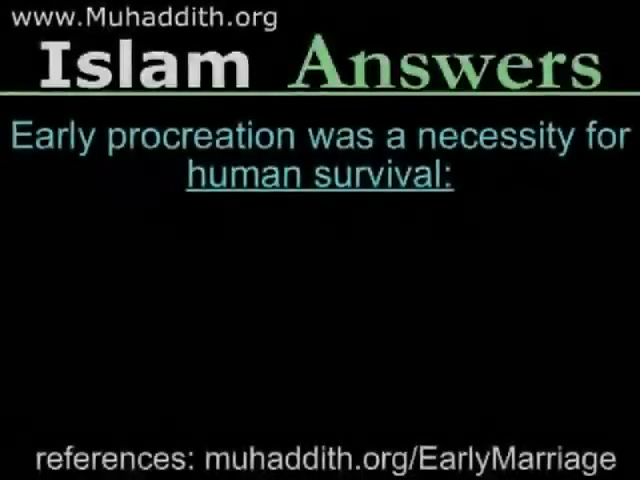 www.Muhaddith.org
Islam Answers
Early procreation was a necessity for
human survival:
references: muhaddith.org/EarlyMarriage